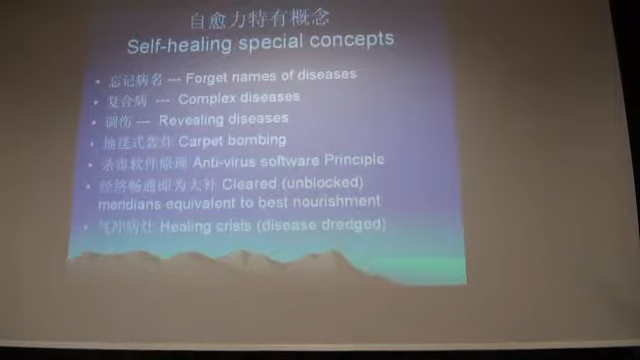 自愈力特有概念
Self-healing special concepts
• 忘记病名 --- Forget names of diseases
• 复合病 --- Complex diseases
• 调伤 --- Revealing diseases
• 地毯式轰炸 Carpet bombing
• 杀毒软件原理 Anti-virus software Principle
• 经络畅通即为大补 Cleared (unblocked)
meridians equivalent to best nourishment
• 气冲病灶 Healing crisis (disease dredged)